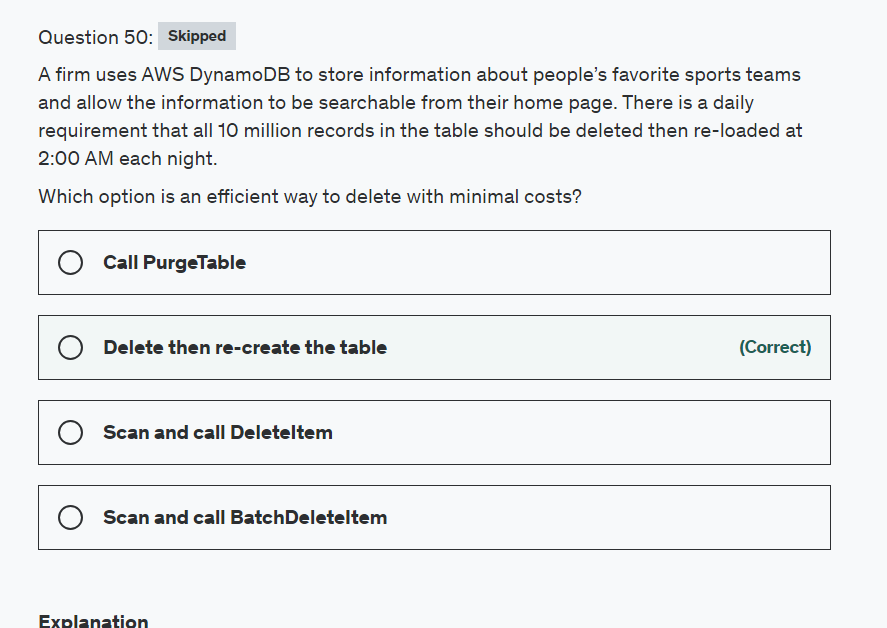 Question 50: Skipped
A firm uses AWS DynamoDB to store information about people’s favorite sports teams
and allow the information to be searchable from their home page. There is a daily
requirement that all 10 million records in the table should be deleted then re-loaded at
2:00 AM each night.
Which option is an efficient way to delete with minimal costs?
Call PurgeTable
Delete then re-create the table (Correct)
Scan and call DeleteItem
Scan and call BatchDeleteItem
Explanation